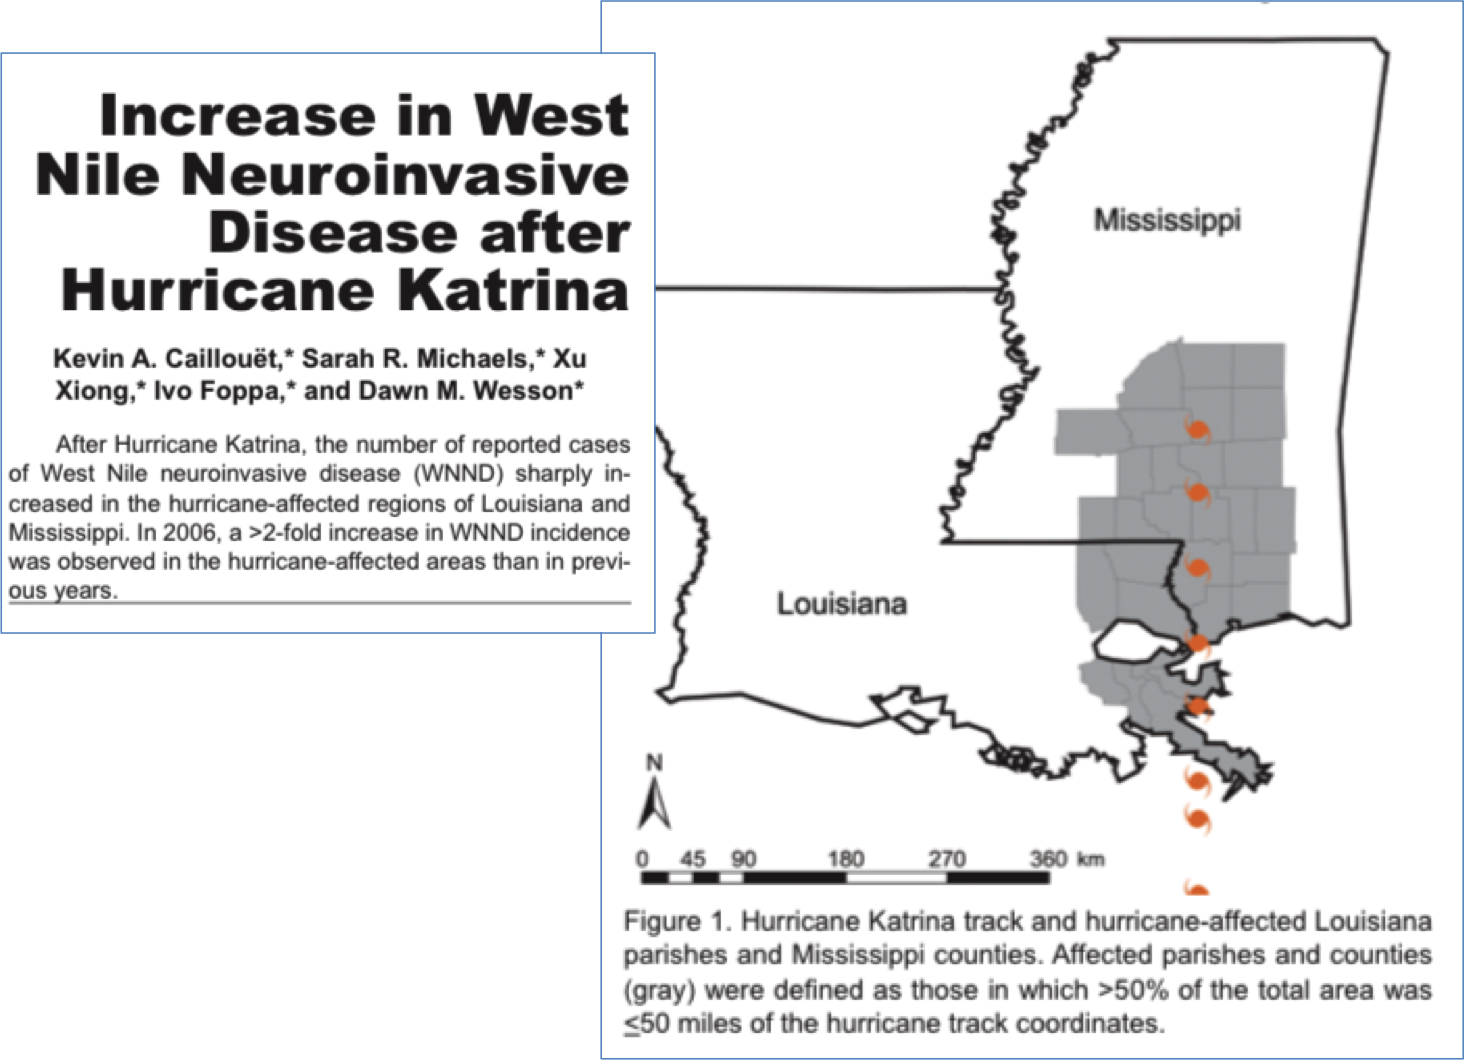 Increase in West
Nile Neuroinvasive
Disease after
Hurricane Katrina
Kevin A. Caillouët,* Sarah R. Michaels,* Xu
Xiong,* Ivo Foppa,* and Dawn M. Wesson*
After Hurricane Katrina, the number of reported cases
of West Nile neuroinvasive disease (WNND) sharply in-
creased in the hurricane-affected regions of Louisiana and
Mississippi. In 2006, a >2-fold increase in WNND incidence
was observed in the hurricane-affected areas than in previ-
ous years.
Mississippi
Louisiana
N
0 45 90 180 270 360 km
Figure 1. Hurricane Katrina track and hurricane-affected Louisiana
parishes and Mississippi counties. Affected parishes and counties
(gray) were defined as those in which >50% of the total area was
≤50 miles of the hurricane track coordinates.